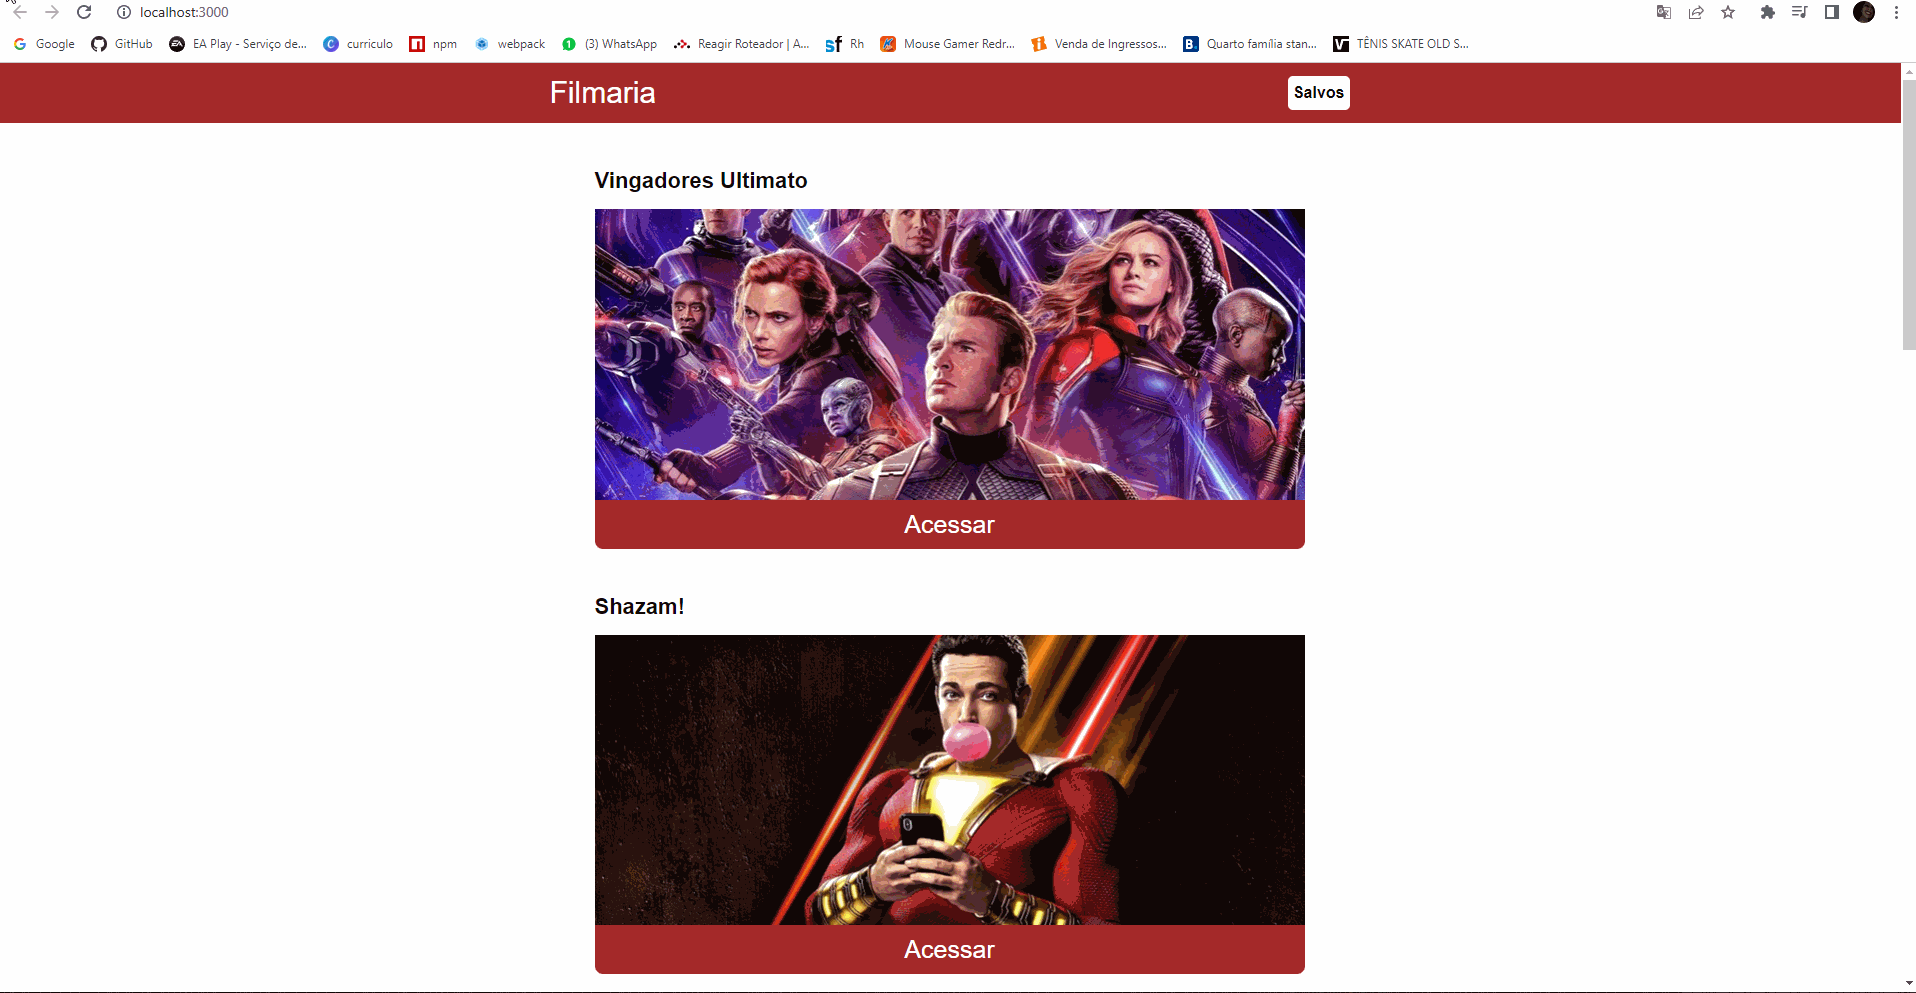 localhost:3000
Google GitHub EA Play - Serviço de... curriculo npm webpack (3) WhatsApp Reagir Roteador | A... Rh Mouse Gamer Redr... Venda de Ingressos... Quarto família stan... TÊNIS SKATE OLD S...
Filmaria Salvos
Vingadores Ultimato
Acessar
Shazam!
Acessar